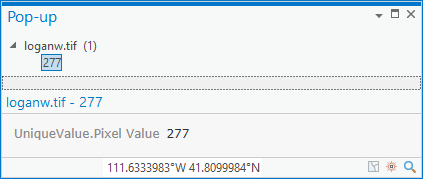 Pop-up
loganw.tif (1)
277
loganw.tif - 277
UniqueValue.Pixel Value 277
111.6333983°W 41.8099984°N